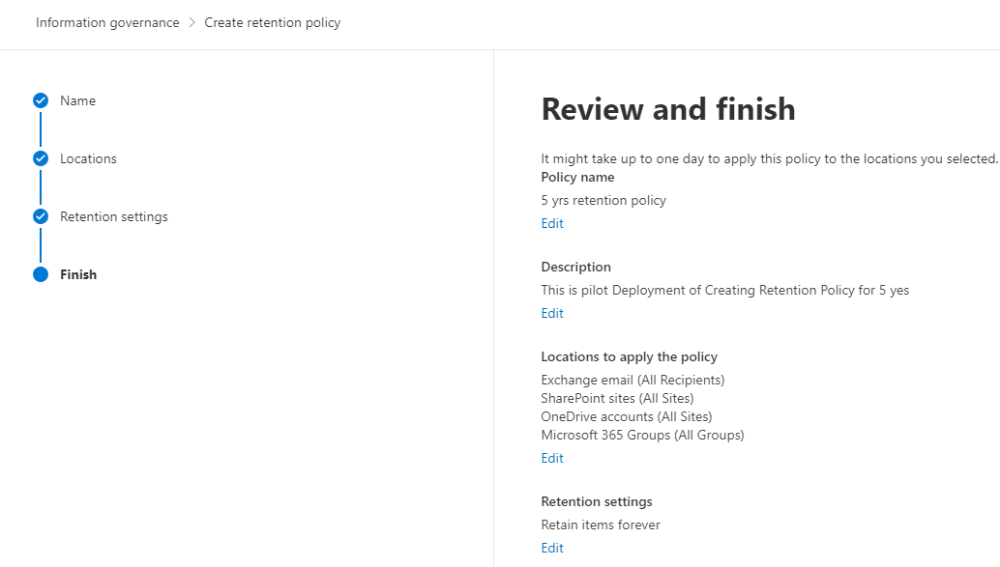 Information governance > Create retention policy
Name
Locations
Retention settings
Finish
Review and finish
It might take up to one day to apply this policy to the locations you selected.
Policy name
5 yrs retention policy
Edit
Description
This is pilot Deployment of Creating Retention Policy for 5 yes
Edit
Locations to apply the policy
Exchange email (All Recipients)
SharePoint sites (All Sites)
OneDrive accounts (All Sites)
Microsoft 365 Groups (All Groups)
Edit
Retention settings
Retain items forever
Edit